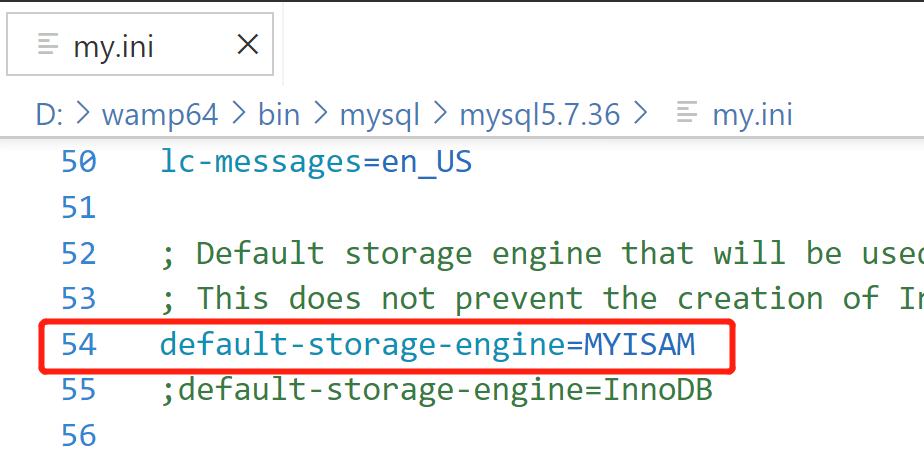 my.ini
D: > wamp64 > bin > mysql > mysql5.7.36 > my.ini
50 lc-messages=en_US
51
52 ; Default storage engine that will be used
53 ; This does not prevent the creation of In
54 default-storage-engine=MYISAM
55 ;default-storage-engine=InnoDB
56